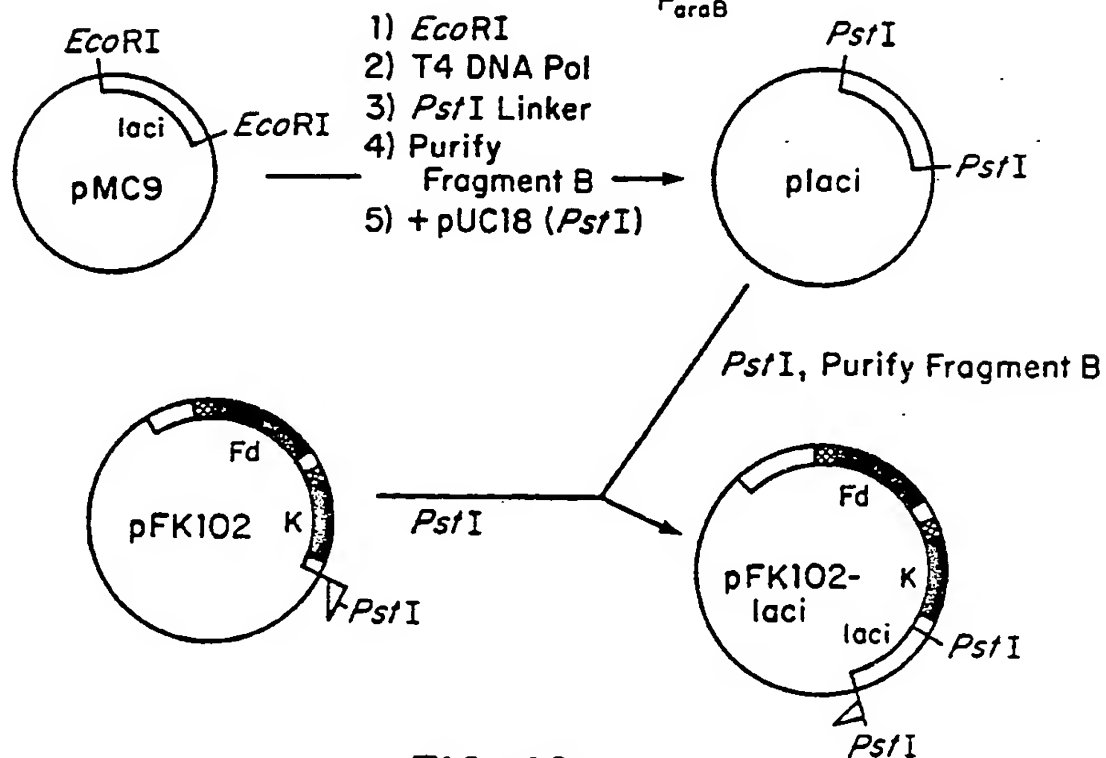 ParaB
EcoRI
EcoRI
laci
pMC9
1) EcoRI
2) T4 DNA Pol
3) PstI Linker
4) Purify
Fragment B
5) + pUC18 (PstI)
PstI
PstI
placi
PstI, Purify Fragment B
Fd
K
pFK102
PstI
PstI
Fd
K
pFK102-
laci
laci
PstI
PstI